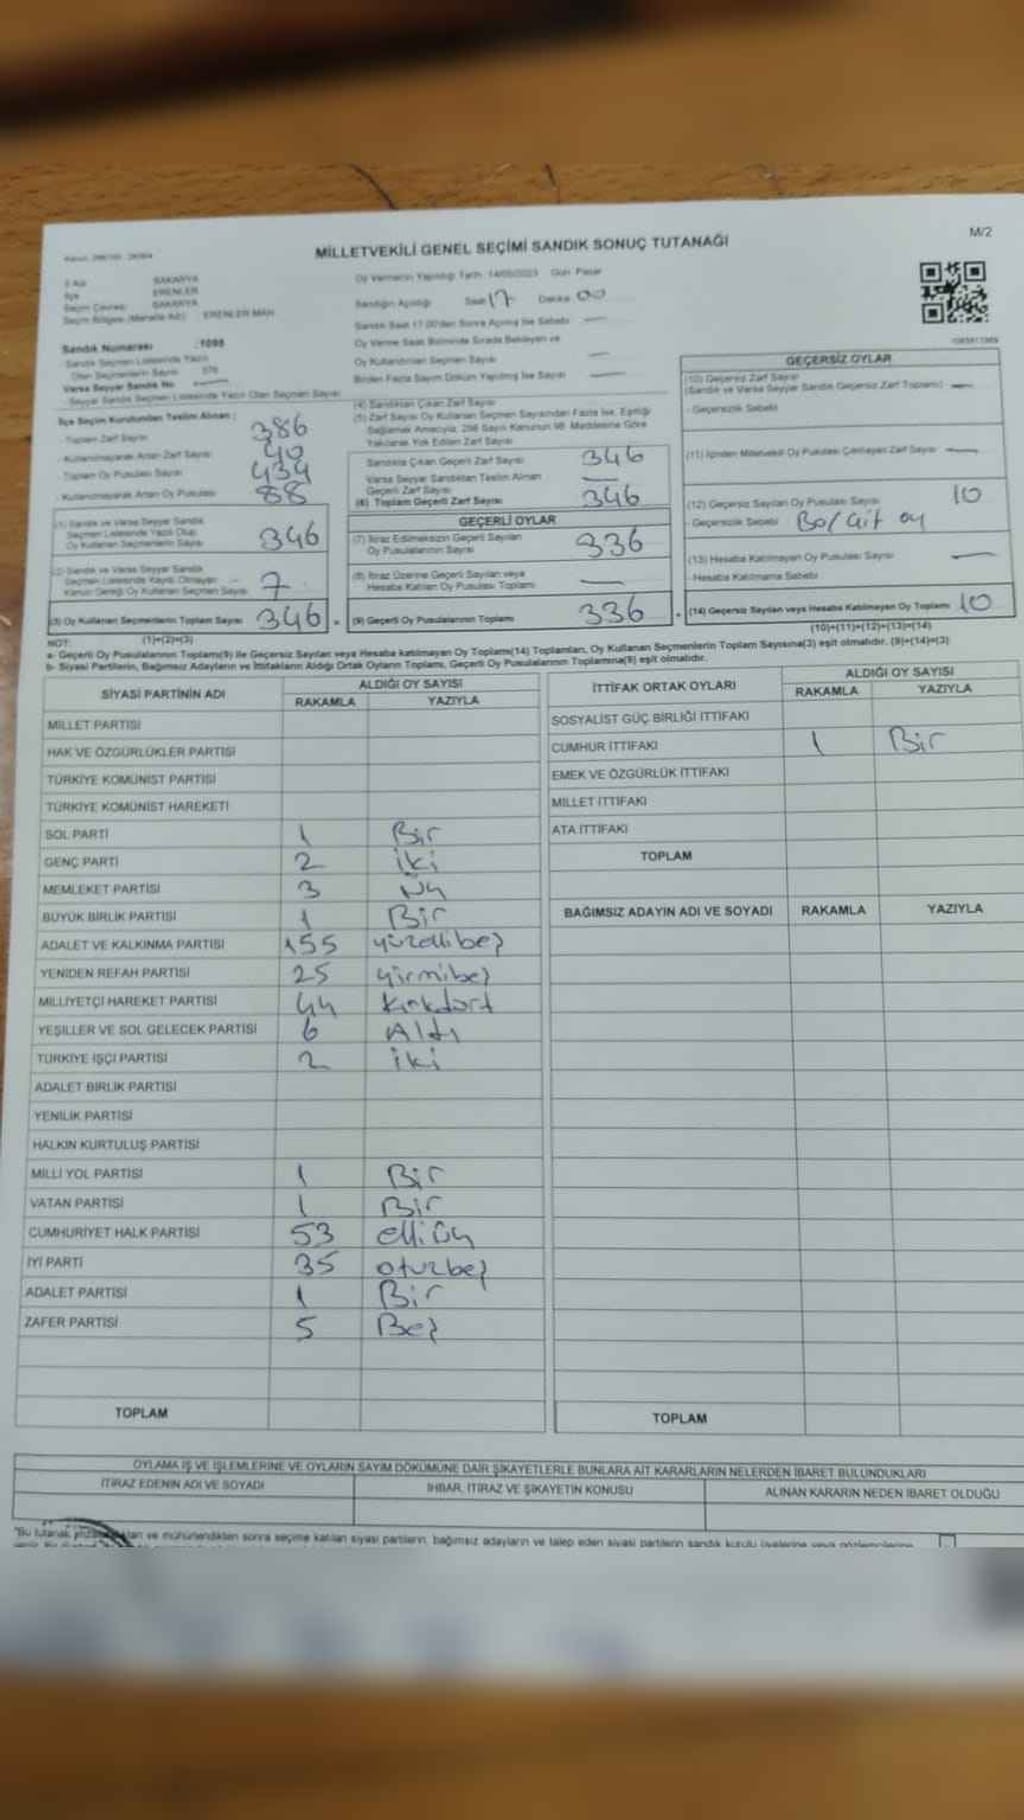 M/2
MİLLETVEKİLİ GENEL SEÇİMİ SANDIK SONUÇ TUTANAĞI
SAKARYA
İlçe ERENLER
Seçim Çevresi SAKARYA
Seçim Bölgesi (Mahalle Adı) ERENLER MAH.
Sandık Numarası :1098
Sandık Seçmen Listesinde Yazılı
Olan Seçmenlerin Sayısı 376
Varsa Seyyar Sandık No
Seyyar Sandık Seçmen Listesinde Yazılı Olan Seçmen Sayısı
Oy Vermenin Yapıldığı Tarih: 14/05/2023 Gün: Pazar
Sandığın Açıldığı Saat 17 Dakika 00
Sandık Saat 17.00'den Sonra Açılmış İse Sebebi —
Oy Verme Saati Bitiminde Sırada Bekleyen ve
Oy Kullandırılan Seçmen Sayısı —
Birden Fazla Sayım Döküm Yapılmış İse Sayısı —
İlçe Seçim Kurulundan Teslim Alınan :
- Toplam Zarf Sayısı 386
- Kullanılmayarak Artan Zarf Sayısı 40
- Toplam Oy Pusulası Sayısı 434
- Kullanılmayarak Artan Oy Pusulası 88
(1) Sandık ve Varsa Seyyar Sandık
Seçmen Listesinde Yazılı Olup
Oy Kullanan Seçmenlerin Sayısı 346
(2) Sandık ve Varsa Seyyar Sandık
Seçmen Listesinde Kayıtlı Olmayan
Kanun Gereği Oy Kullanan Seçmen Sayısı 7
(3) Oy Kullanan Seçmenlerin Toplam Sayısı 346
(4) Sandıktan Çıkan Zarf Sayısı
(5) Zarf Sayısı Oy Kullanan Seçmen Sayısından Fazla İse, Eşitliği
Sağlamak Amacıyla, 298 Sayılı Kanunun 98. Maddesine Göre
Yakılarak Yok Edilen Zarf Sayısı
Sandıkta Çıkan Geçerli Zarf Sayısı 346
Varsa Seyyar Sandıktan Teslim Alınan
Geçerli Zarf Sayısı —
(6) Toplam Geçerli Zarf Sayısı 346
GEÇERLİ OYLAR
(7) İtiraz Edilmeksizin Geçerli Sayılan
Oy Pusulalarının Sayısı 336
(8) İtiraz Üzerine Geçerli Sayılan veya
Hesaba Katılan Oy Pusulası Toplamı —
(9) Geçerli Oy Pusulalarının Toplamı 336
GEÇERSİZ OYLAR
(10) Geçersiz Zarf Sayısı
(Sandık ve Varsa Seyyar Sandık Geçersiz Zarf Toplamı) —
- Geçersizlik Sebebi
(11) İçinden Milletvekili Oy Pusulası Çıkmayan Zarf Sayısı —
(12) Geçersiz Sayılan Oy Pusulası Sayısı 10
- Geçersizlik Sebebi
(13) Hesaba Katılmayan Oy Pusulası Sayısı —
- Hesaba Katılmama Sebebi
(14) Geçersiz Sayılan veya Hesaba Katılmayan Oy Toplamı 10
(10)+(11)+(12)+(13)=(14)
NOT: (1)+(2)=(3)
a- Geçerli Oy Pusulalarının Toplamı(9) ile Geçersiz Sayılan veya Hesaba katılmayan Oy Toplamı(14) Toplamları, Oy Kullanan Seçmenlerin Toplam Sayısına(3) eşit olmalıdır. (9)+(14)=(3)
b- Siyasi Partilerin, Bağımsız Adayların ve İttifakların Aldığı Ortak Oyların Toplamı, Geçerli Oy Pusulalarının Toplamına(9) eşit olmalıdır.
SİYASİ PARTİNİN ADI ALDIĞI OY SAYISI
RAKAMLA YAZIYLA
MİLLET PARTİSİ
HAK VE ÖZGÜRLÜKLER PARTİSİ
TÜRKİYE KOMÜNİST PARTİSİ
TÜRKİYE KOMÜNİST HAREKETİ
SOL PARTİ 1 Bir
GENÇ PARTİ 2 iki
MEMLEKET PARTİSİ 3 Üç
BÜYÜK BİRLİK PARTİSİ 1 Bir
ADALET VE KALKINMA PARTİSİ 155 yüzellibeş
YENİDEN REFAH PARTİSİ 25 yirmibeş
MİLLİYETÇİ HAREKET PARTİSİ 44 Kırkdört
YEŞİLLER VE SOL GELECEK PARTİSİ 6 Altı
TÜRKİYE İŞÇİ PARTİSİ 2 iki
ADALET BİRLİK PARTİSİ
YENİLİK PARTİSİ
HALKIN KURTULUŞ PARTİSİ
MİLLİ YOL PARTİSİ 1 Bir
VATAN PARTİSİ 1 Bir
CUMHURİYET HALK PARTİSİ 53 elliüç
İYİ PARTİ 35 otuzbeş
ADALET PARTİSİ 1 Bir
ZAFER PARTİSİ 5 Beş
TOPLAM
İTTİFAK ORTAK OYLARI ALDIĞI OY SAYISI
RAKAMLA YAZIYLA
SOSYALİST GÜÇ BİRLİĞİ İTTİFAKI
CUMHUR İTTİFAKI 1 Bir
EMEK VE ÖZGÜRLÜK İTTİFAKI
MİLLET İTTİFAKI
ATA İTTİFAKI
TOPLAM
BAĞIMSIZ ADAYIN ADI VE SOYADI RAKAMLA YAZIYLA
TOPLAM
OYLAMA İŞ VE İŞLEMLERİNE VE OYLARIN SAYIM DÖKÜMÜNE DAİR ŞİKAYETLERLE BUNLARA AİT KARARLARIN NELERDEN İBARET BULUNDUKLARI
İTİRAZ EDENİN ADI VE SOYADI İHBAR, İTİRAZ VE ŞİKAYETİN KONUSU ALINAN KARARIN NEDEN İBARET OLDUĞU
"Bu tutanak ve mühürlendikten sonra seçime katılan siyasi partilerin, bağımsız adayların ve talep eden siyasi partilerin sandık kurulu üyelerine veya gözlemcilerine